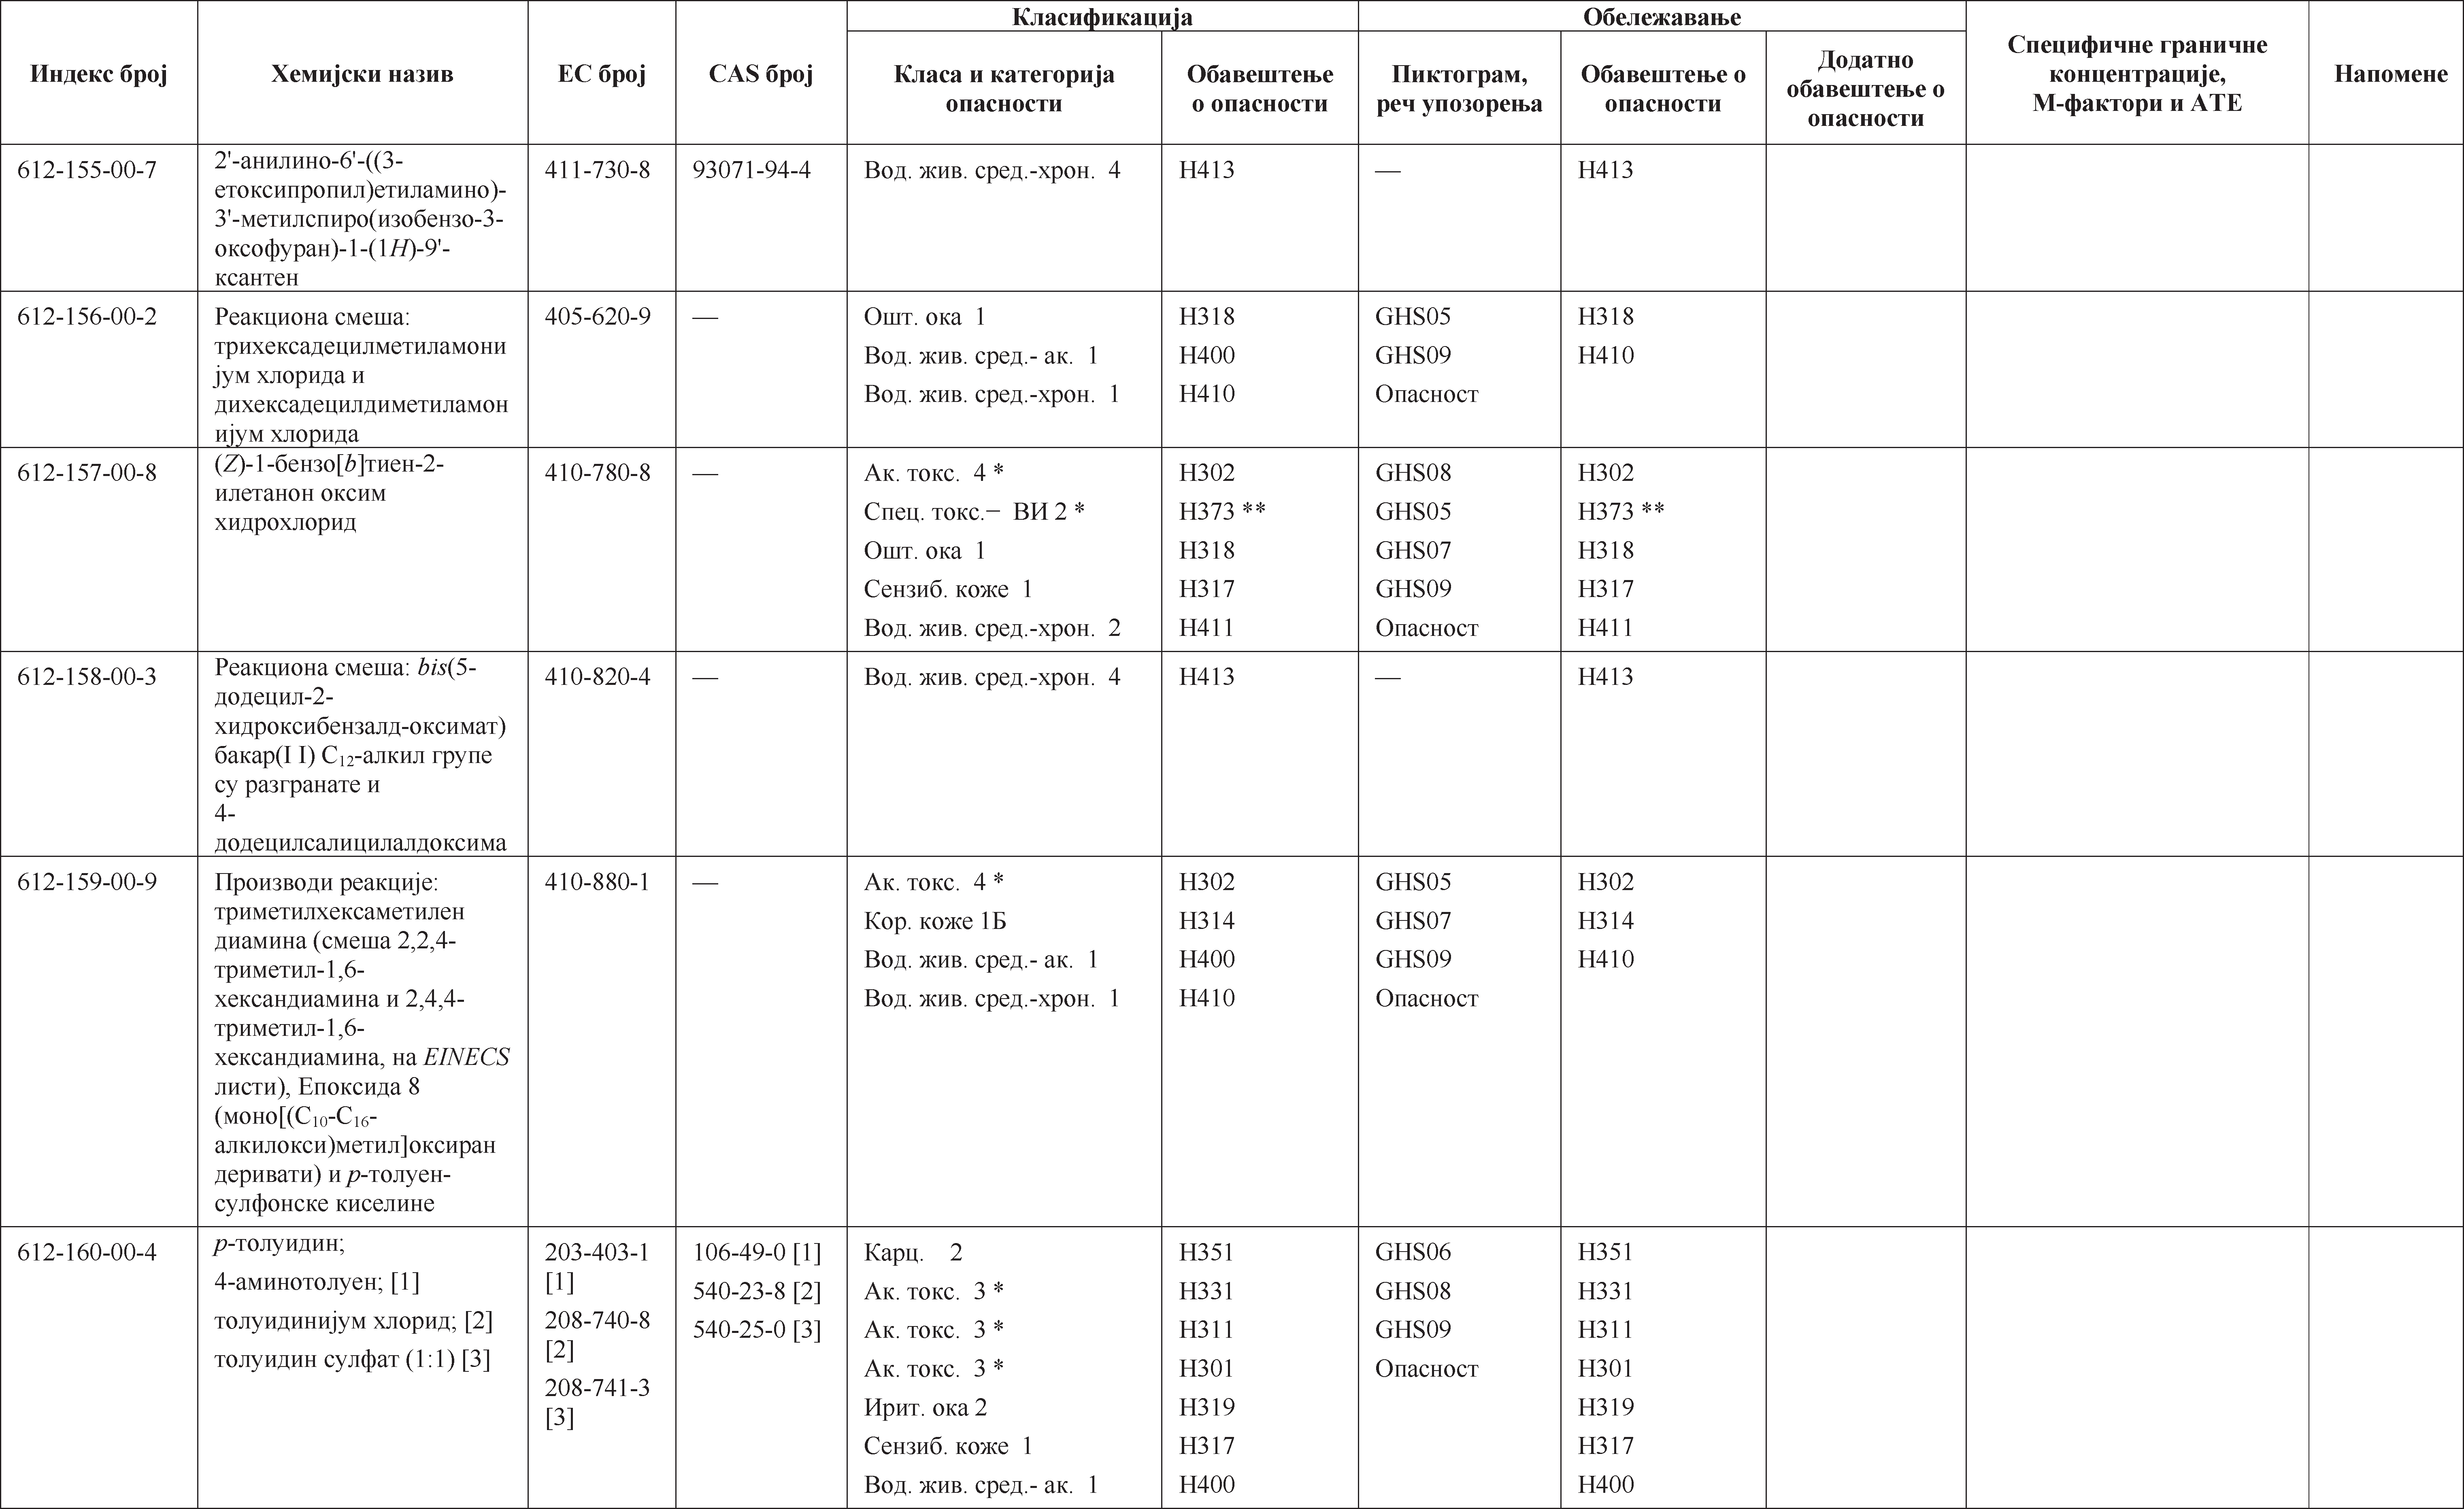 Индекс број
Хемијски назив
ЕС број
CAS број
Класификација
Обележавање
Специфичне граничне
концентрације,
М-фактори и АТЕ
Напомене
Класа и категорија
опасности
Обавештење
о опасности
Пиктограм,
реч упозорења
Обавештење о
опасности
Додатно
обавештење о
опасности
612-155-00-7
2'-анилино-6'-((3-
етоксипропил)етиламино)-
3'-метилспиро(изобензо-3-
оксофуран)-1-(1H)-9'-
ксантен
411-730-8
93071-94-4
Вод. жив. сред.-хрон. 4
H413
—
H413
612-156-00-2
Реакциона смеша:
трихексадецилметиламони
јум хлорида и
дихексадецилдиметиламон
ијум хлорида
405-620-9
—
Ошт. ока 1
Вод. жив. сред.- ак. 1
Вод. жив. сред.-хрон. 1
H318
H400
H410
GHS05
GHS09
Опасност
H318
H410
612-157-00-8
(Z)-1-бензо[b]тиен-2-
илетанон оксим
хидрохлорид
410-780-8
—
Ак. токс. 4 *
Спец. токс.− ВИ 2 *
Ошт. ока 1
Сензиб. коже 1
Вод. жив. сред.-хрон. 2
H302
H373 **
H318
H317
H411
GHS08
GHS05
GHS07
GHS09
Опасност
H302
H373 **
H318
H317
H411
612-158-00-3
Реакциона смеша: bis(5-
додецил-2-
хидроксибензалд-оксимат)
бакар(I I) C₁₂-алкил групе
су разгранате и
4-
додецилсалицилалдоксима
410-820-4
—
Вод. жив. сред.-хрон. 4
H413
—
H413
612-159-00-9
Производи реакције:
триметилхексаметилен
диамина (смеша 2,2,4-
триметил-1,6-
хександиамина и 2,4,4-
триметил-1,6-
хександиамина, на EINECS
листи), Епоксида 8
(моно[(C₁₀-C₁₆-
алкилокси)метил]оксиран
деривати) и p-толуен-
сулфонске киселине
410-880-1
—
Ак. токс. 4 *
Кор. коже 1Б
Вод. жив. сред.- ак. 1
Вод. жив. сред.-хрон. 1
H302
H314
H400
H410
GHS05
GHS07
GHS09
Опасност
H302
H314
H410
612-160-00-4
p-толуидин;
4-аминотолуен; [1]
толуидинијум хлорид; [2]
толуидин сулфат (1:1) [3]
203-403-1
[1]
208-740-8
[2]
208-741-3
[3]
106-49-0 [1]
540-23-8 [2]
540-25-0 [3]
Карц. 2
Ак. токс. 3 *
Ак. токс. 3 *
Ак. токс. 3 *
Ирит. ока 2
Сензиб. коже 1
Вод. жив. сред.- ак. 1
H351
H331
H311
H301
H319
H317
H400
GHS06
GHS08
GHS09
Опасност
H351
H331
H311
H301
H319
H317
H400